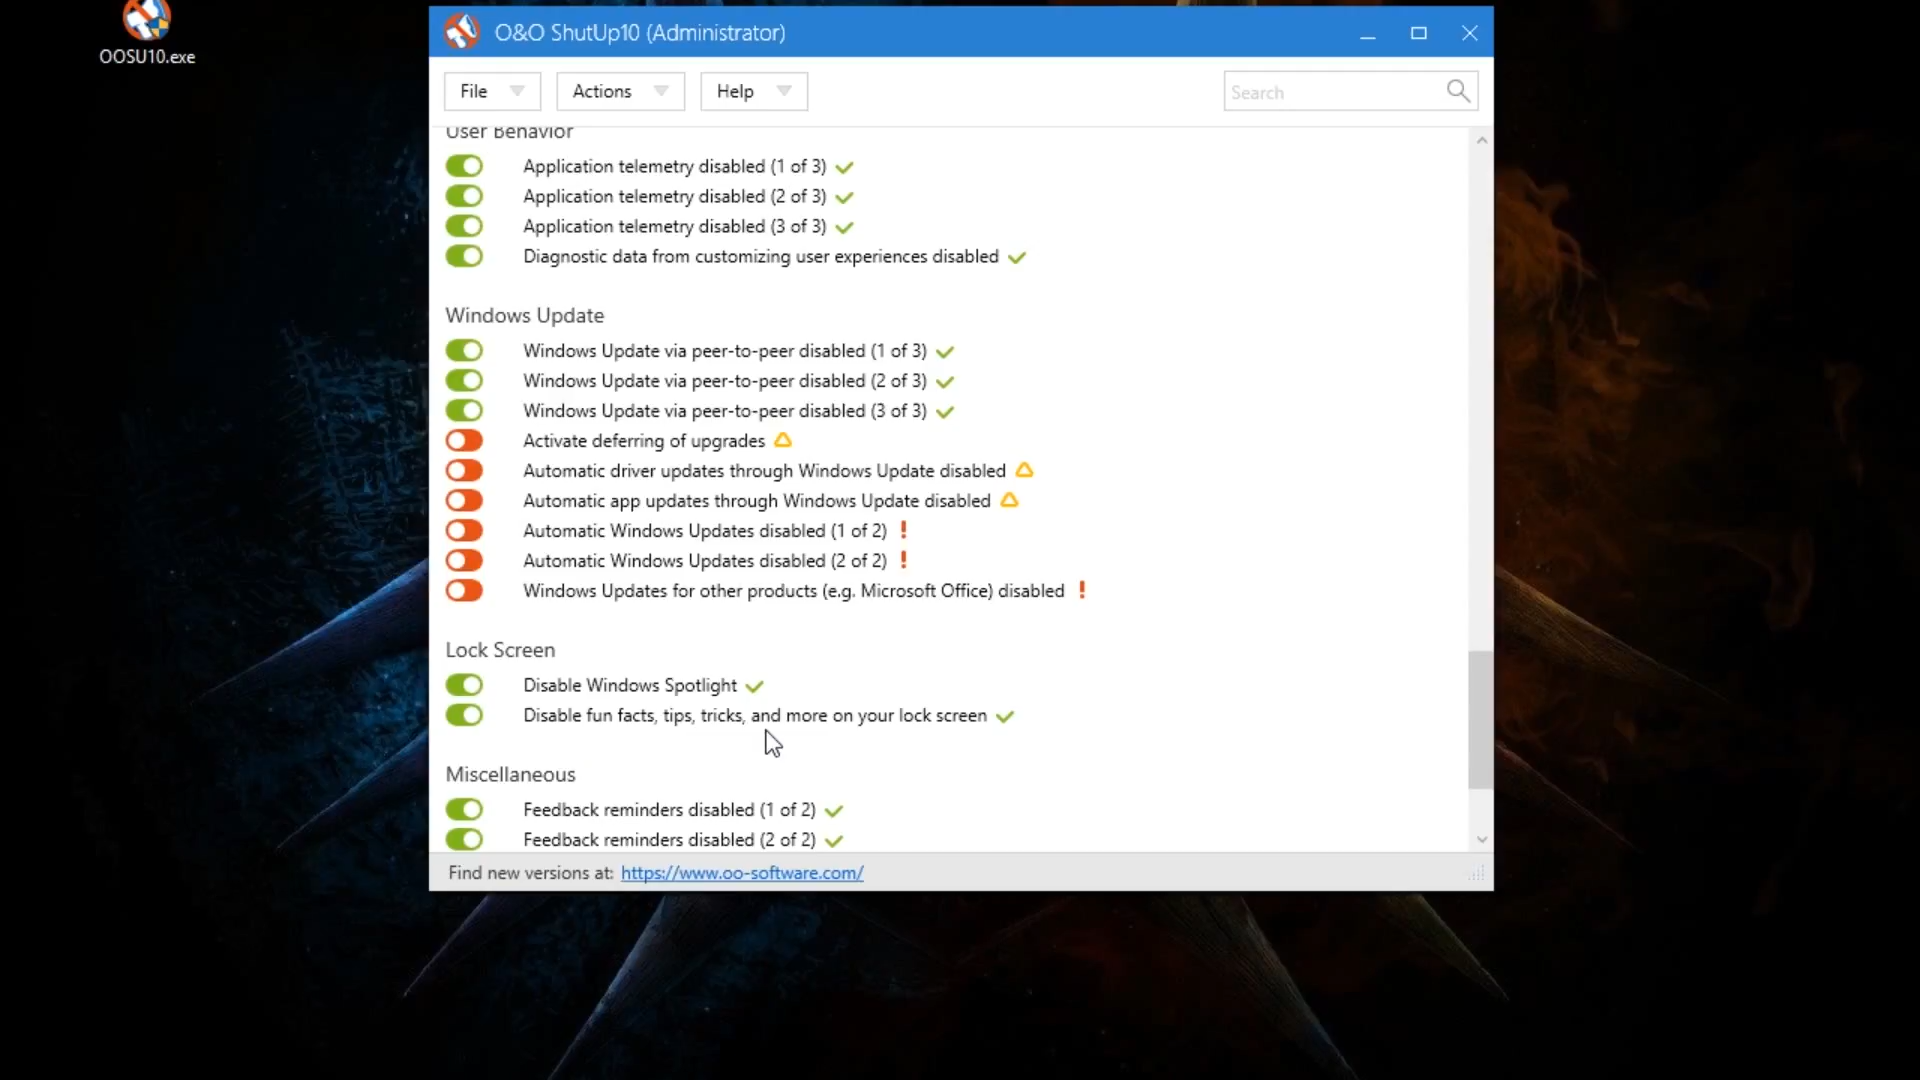 OOSU10.exe
O&O ShutUp10 (Administrator)
File
Actions
Help
Search
User Behavior
Application telemetry disabled (1 of 3)
Application telemetry disabled (2 of 3)
Application telemetry disabled (3 of 3)
Diagnostic data from customizing user experiences disabled
Windows Update
Windows Update via peer-to-peer disabled (1 of 3)
Windows Update via peer-to-peer disabled (2 of 3)
Windows Update via peer-to-peer disabled (3 of 3)
Activate deferring of upgrades
Automatic driver updates through Windows Update disabled
Automatic app updates through Windows Update disabled
Automatic Windows Updates disabled (1 of 2) !
Automatic Windows Updates disabled (2 of 2) !
Windows Updates for other products (e.g. Microsoft Office) disabled !
Lock Screen
Disable Windows Spotlight
Disable fun facts, tips, tricks, and more on your lock screen
Miscellaneous
Feedback reminders disabled (1 of 2)
Feedback reminders disabled (2 of 2)
Find new versions at: https://www.oo-software.com/